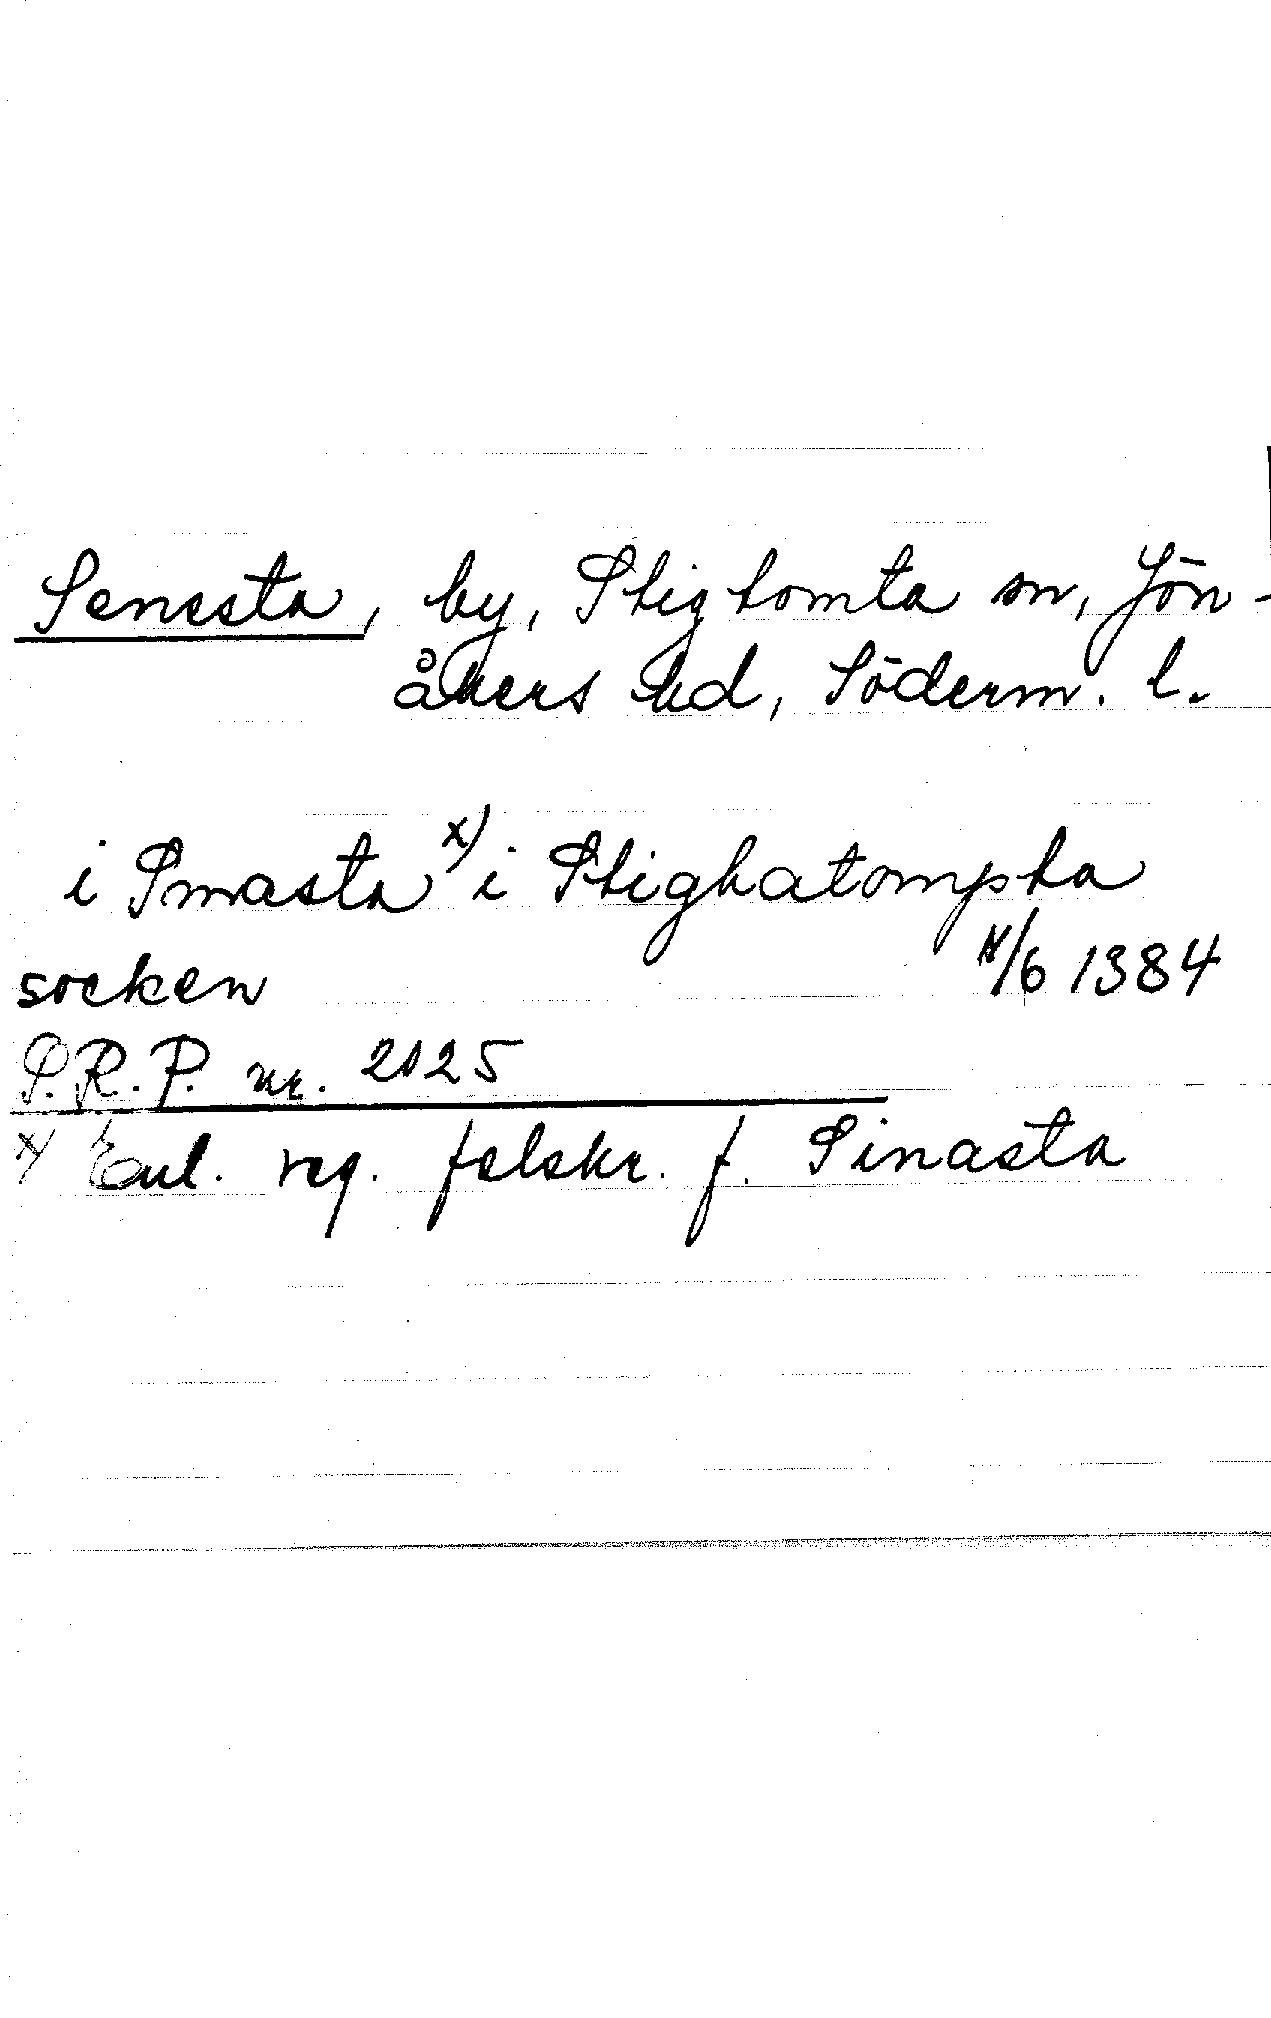 Senesta, by, Stigtomta sn, Jön-
åkers hd, Söderm. l.
i Smasta x) i Stighatompta
socken 11/6 1384
S.R.P. nr. 2025
x) Enl. reg. felskr. f. Sinasta